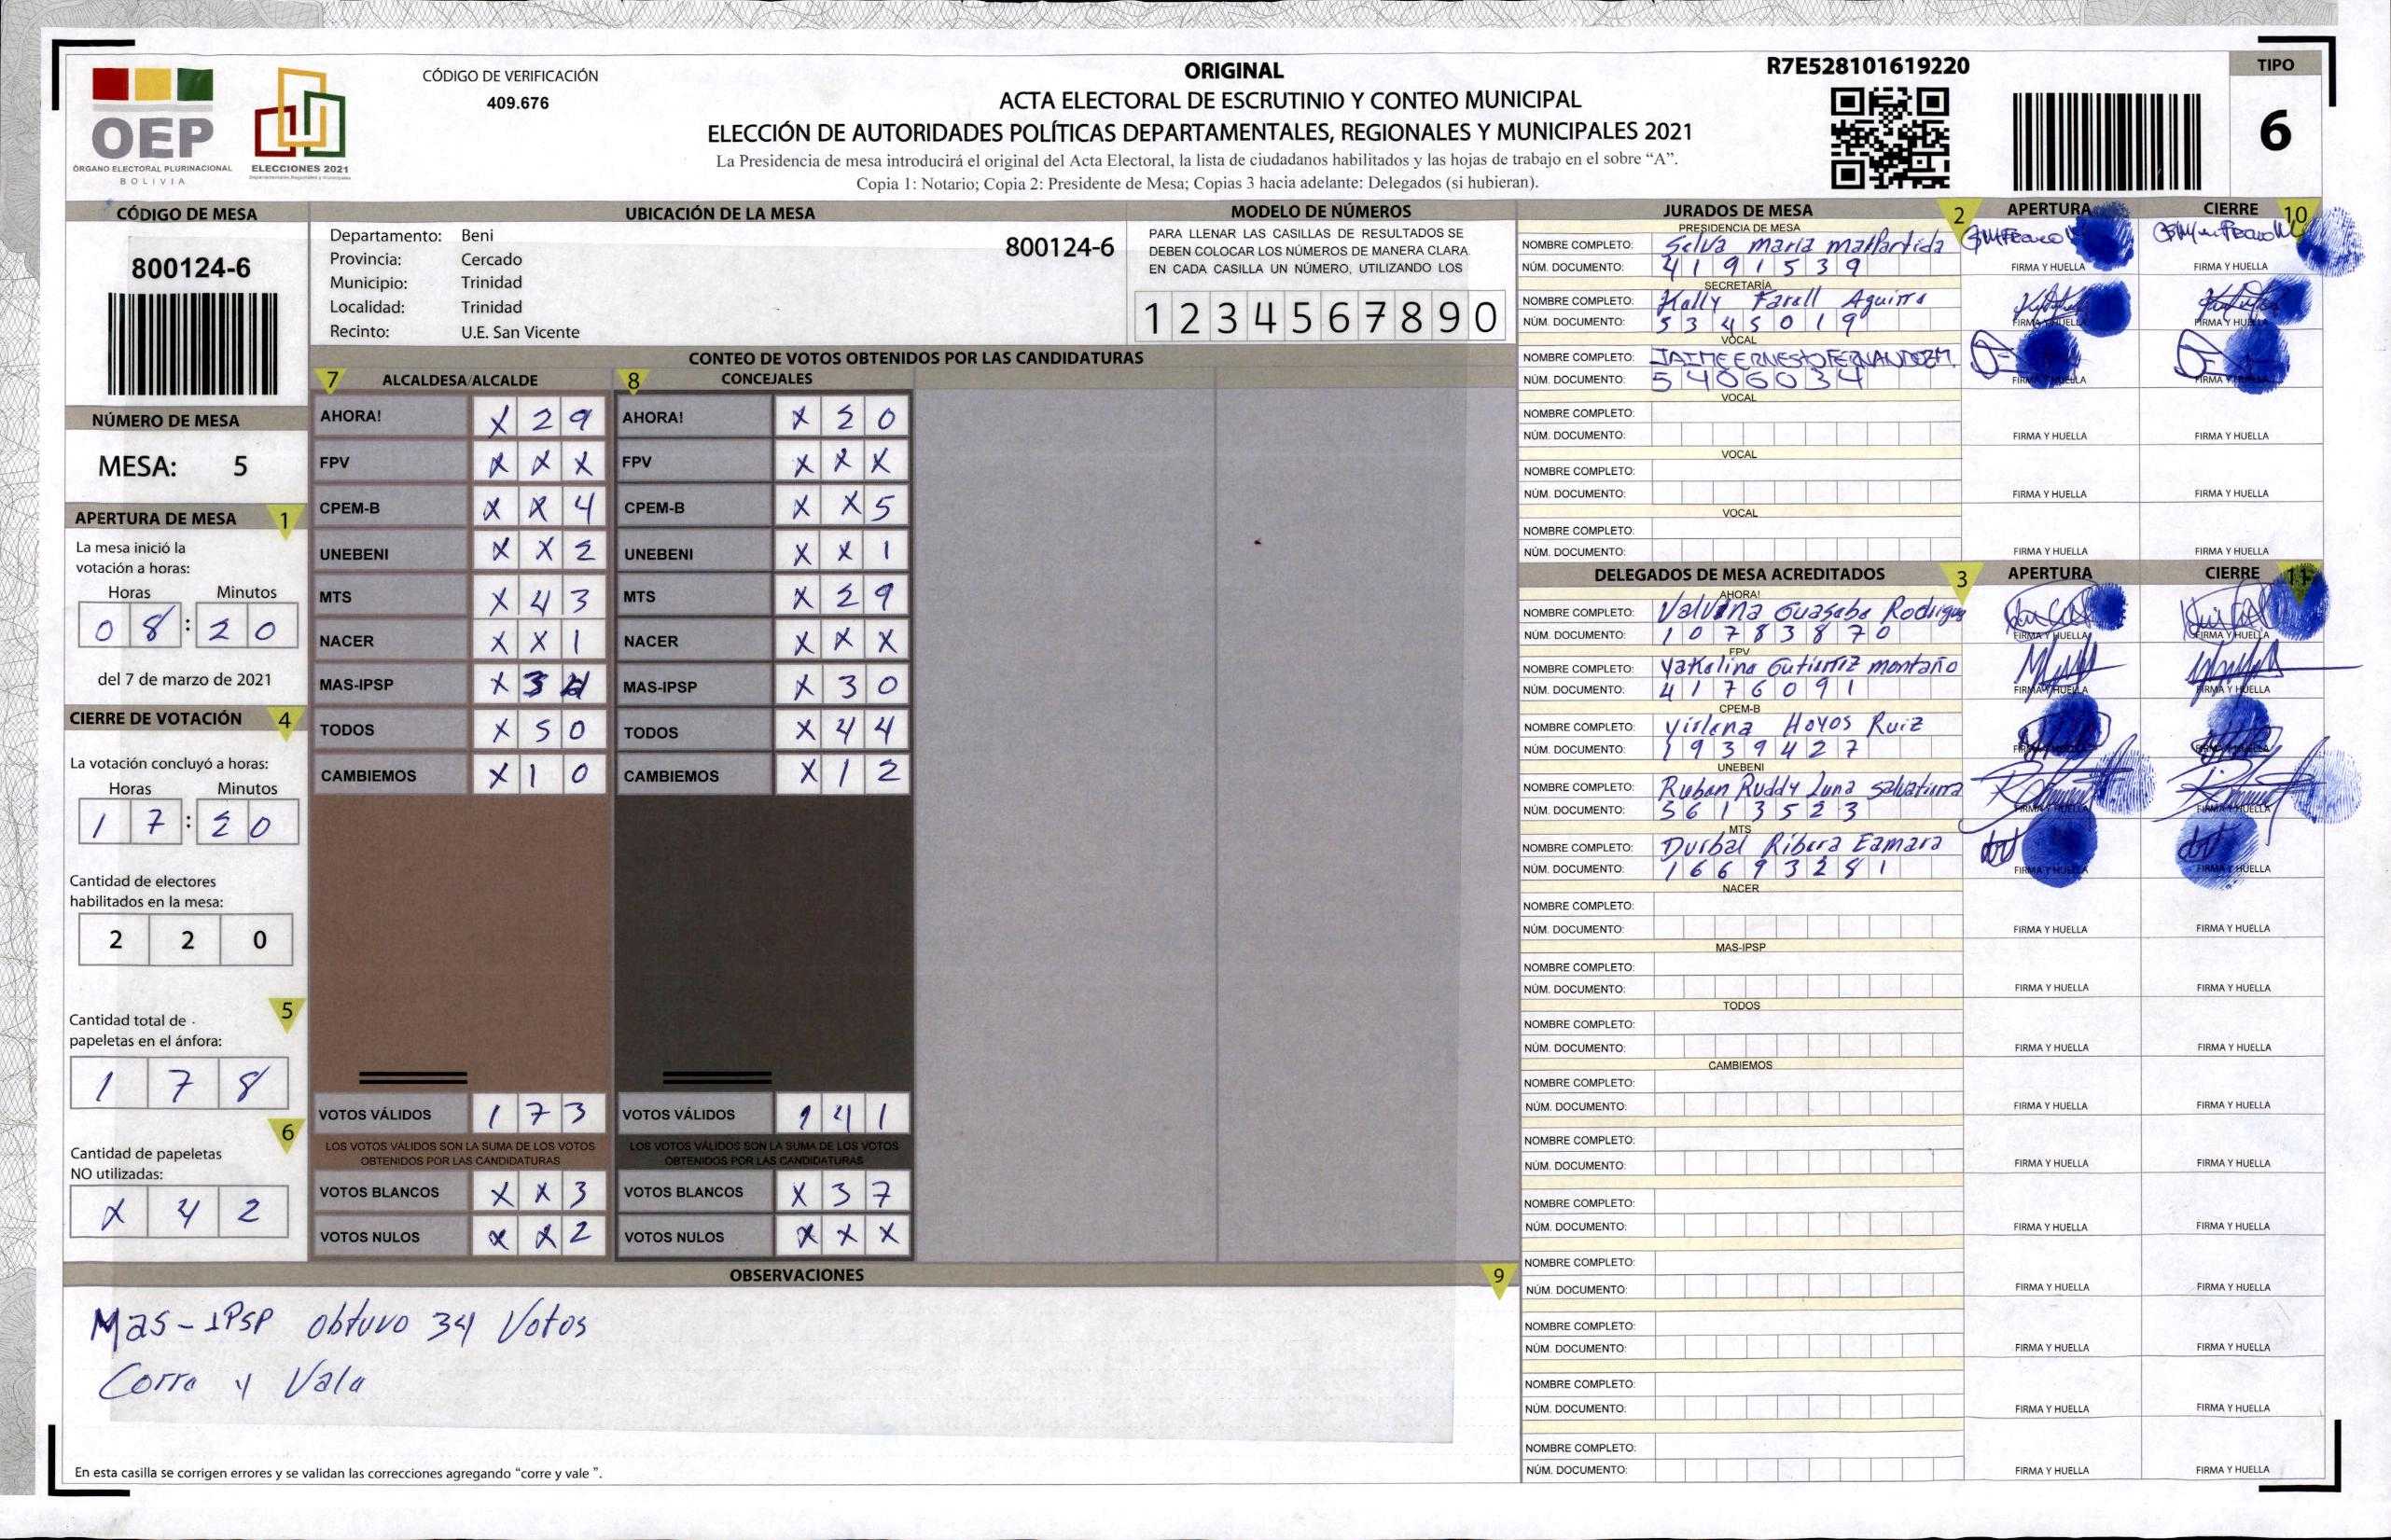 OEP
ÓRGANO ELECTORAL PLURINACIONAL
BOLIVIA
ELECCIONES 2021
CÓDIGO DE VERIFICACIÓN
409.676
ORIGINAL
ACTA ELECTORAL DE ESCRUTINIO Y CONTEO MUNICIPAL
ELECCIÓN DE AUTORIDADES POLÍTICAS DEPARTAMENTALES, REGIONALES Y MUNICIPALES 2021
La Presidencia de mesa introducirá el original del Acta Electoral, la lista de ciudadanos habilitados y las hojas de trabajo en el sobre “A”.
Copia 1: Notario; Copia 2: Presidente de Mesa; Copias 3 hacia adelante: Delegados (si hubieran).
R7E528101619220
TIPO
6
CÓDIGO DE MESA
800124-6
NÚMERO DE MESA
MESA: 5
APERTURA DE MESA 1
La mesa inició la
votación a horas:
Horas Minutos
0 8 : 2 0
del 7 de marzo de 2021
CIERRE DE VOTACIÓN 4
La votación concluyó a horas:
Horas Minutos
1 7 : 2 0
Cantidad de electores
habilitados en la mesa:
2 2 0
5
Cantidad total de
papeletas en el ánfora:
1 7 8
6
Cantidad de papeletas
NO utilizadas:
X 4 2
UBICACIÓN DE LA MESA
Departamento: Beni
Provincia: Cercado
Municipio: Trinidad
Localidad: Trinidad
Recinto: U.E. San Vicente
800124-6
MODELO DE NÚMEROS
PARA LLENAR LAS CASILLAS DE RESULTADOS SE
DEBEN COLOCAR LOS NÚMEROS DE MANERA CLARA
EN CADA CASILLA UN NÚMERO, UTILIZANDO LOS
1 2 3 4 5 6 7 8 9 0
CONTEO DE VOTOS OBTENIDOS POR LAS CANDIDATURAS
7 ALCALDESA/ALCALDE 8 CONCEJALES
AHORA! X 2 9 AHORA! X 2 0
FPV X X X FPV X X X
CPEM-B X X 4 CPEM-B X X 5
UNEBENI X X 2 UNEBENI X X 1
MTS X 4 3 MTS X 2 9
NACER X X 1 NACER X X X
MAS-IPSP X 3 MAS-IPSP X 3 0
TODOS X 5 0 TODOS X 4 4
CAMBIEMOS X 1 0 CAMBIEMOS X 1 2
VOTOS VÁLIDOS 1 7 3 VOTOS VÁLIDOS 1 4 1
LOS VOTOS VÁLIDOS SON LA SUMA DE LOS VOTOS LOS VOTOS VÁLIDOS SON LA SUMA DE LOS VOTOS
OBTENIDOS POR LAS CANDIDATURAS OBTENIDOS POR LAS CANDIDATURAS
VOTOS BLANCOS X X 3 VOTOS BLANCOS X 3 7
VOTOS NULOS X X 2 VOTOS NULOS X X X
OBSERVACIONES 9
Mas-IPSP obtuvo 34 Votos
Corre y Vale
En esta casilla se corrigen errores y se validan las correcciones agregando “corre y vale ”.
JURADOS DE MESA 2 APERTURA CIERRE 10
PRESIDENCIA DE MESA
NOMBRE COMPLETO: Selva maria malpartida
NÚM. DOCUMENTO: 4 1 9 1 5 3 9 FIRMA Y HUELLA FIRMA Y HUELLA
SECRETARÍA
NOMBRE COMPLETO: Kelly Farell Aguirre
NÚM. DOCUMENTO: 5 3 4 5 0 1 9 FIRMA Y HUELLA FIRMA Y HUELLA
VOCAL
NOMBRE COMPLETO: JAIME ERNESTO FERNANDEZ M.
NÚM. DOCUMENTO: 5 4 0 6 0 3 4 FIRMA Y HUELLA FIRMA Y HUELLA
VOCAL
NOMBRE COMPLETO:
NÚM. DOCUMENTO: FIRMA Y HUELLA FIRMA Y HUELLA
VOCAL
NOMBRE COMPLETO:
NÚM. DOCUMENTO: FIRMA Y HUELLA FIRMA Y HUELLA
VOCAL
NOMBRE COMPLETO:
NÚM. DOCUMENTO: FIRMA Y HUELLA FIRMA Y HUELLA
DELEGADOS DE MESA ACREDITADOS 3 APERTURA CIERRE 11
AHORA!
NOMBRE COMPLETO: Valvina Guasebe Rodrigue
NÚM. DOCUMENTO: 1 0 7 8 3 8 7 0 FIRMA Y HUELLA FIRMA Y HUELLA
FPV
NOMBRE COMPLETO: Yakelina Gutierrez montaño
NÚM. DOCUMENTO: 4 1 7 6 0 9 1 FIRMA Y HUELLA FIRMA Y HUELLA
CPEM-B
NOMBRE COMPLETO: Yirlena Hoyos Ruiz
NÚM. DOCUMENTO: 1 9 3 9 4 2 7
UNEBENI
NOMBRE COMPLETO: Ruben Ruddy Luna Salvatierra
NÚM. DOCUMENTO: 5 6 1 3 5 2 3 FIRMA Y HUELLA FIRMA Y HUELLA
MTS
NOMBRE COMPLETO: Durbal Ribera Eamara
NÚM. DOCUMENTO: 1 6 6 9 3 2 8 1 FIRMA Y HUELLA FIRMA Y HUELLA
NACER
NOMBRE COMPLETO:
NÚM. DOCUMENTO: FIRMA Y HUELLA FIRMA Y HUELLA
MAS-IPSP
NOMBRE COMPLETO:
NÚM. DOCUMENTO: FIRMA Y HUELLA FIRMA Y HUELLA
TODOS
NOMBRE COMPLETO:
NÚM. DOCUMENTO: FIRMA Y HUELLA FIRMA Y HUELLA
CAMBIEMOS
NOMBRE COMPLETO:
NÚM. DOCUMENTO: FIRMA Y HUELLA FIRMA Y HUELLA
NOMBRE COMPLETO:
NÚM. DOCUMENTO: FIRMA Y HUELLA FIRMA Y HUELLA
NOMBRE COMPLETO:
NÚM. DOCUMENTO: FIRMA Y HUELLA FIRMA Y HUELLA
NOMBRE COMPLETO:
NÚM. DOCUMENTO: FIRMA Y HUELLA FIRMA Y HUELLA
NOMBRE COMPLETO:
NÚM. DOCUMENTO: FIRMA Y HUELLA FIRMA Y HUELLA
NOMBRE COMPLETO:
NÚM. DOCUMENTO: FIRMA Y HUELLA FIRMA Y HUELLA
NOMBRE COMPLETO:
NÚM. DOCUMENTO: FIRMA Y HUELLA FIRMA Y HUELLA